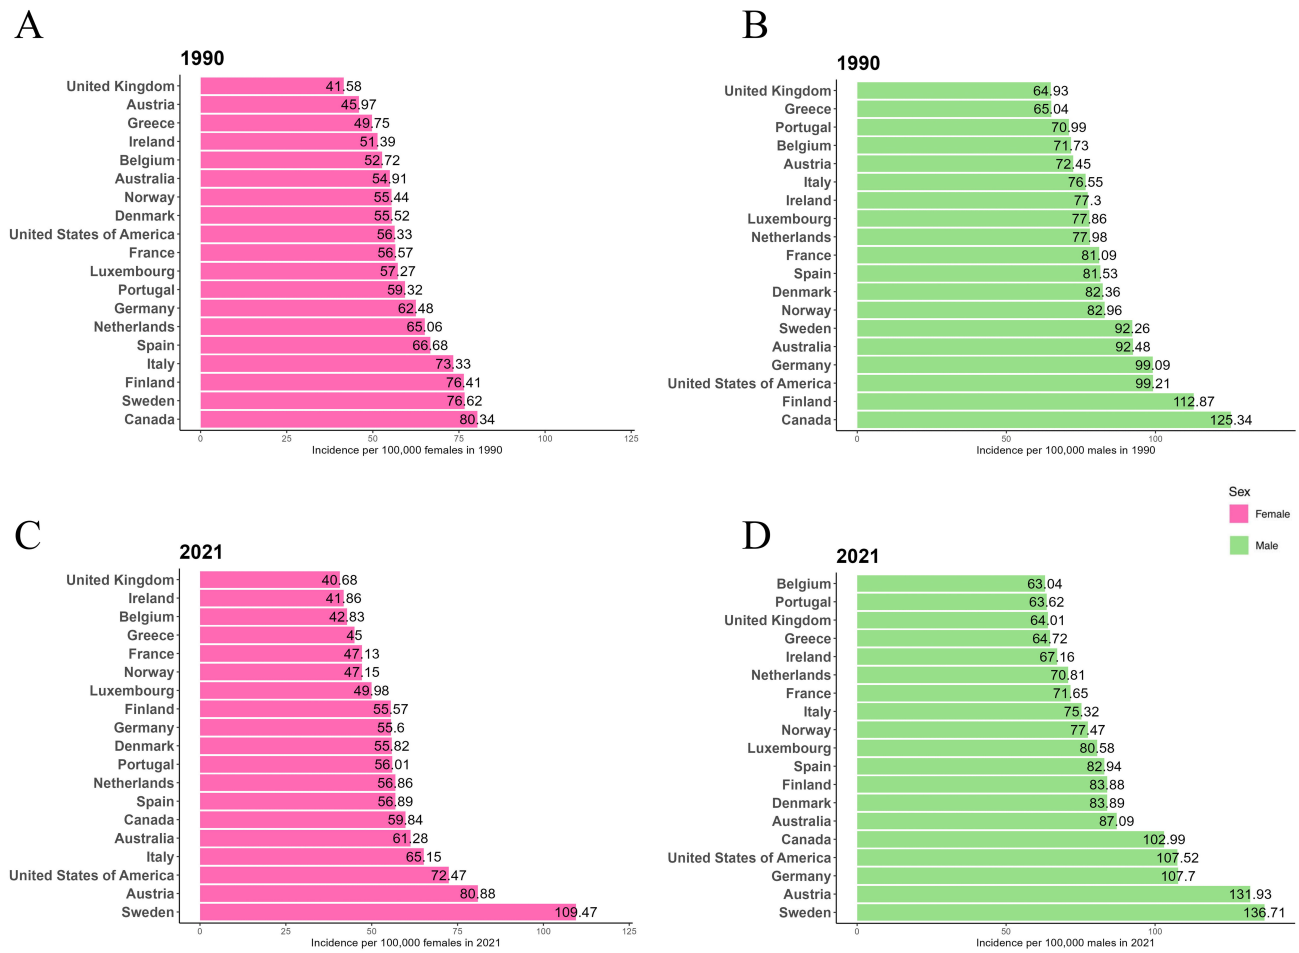 A
1990
United Kingdom 41.58
Austria 45.97
Greece 49.75
Ireland 51.39
Belgium 52.72
Australia 54.91
Norway 55.44
Denmark 55.52
United States of America 56.33
France 56.57
Luxembourg 57.27
Portugal 59.32
Germany 62.48
Netherlands 65.06
Spain 66.68
Italy 73.33
Finland 76.41
Sweden 76.62
Canada 80.34
0 25 50 75 100 125
Incidence per 100,000 females in 1990
B
1990
United Kingdom 64.93
Greece 65.04
Portugal 70.99
Belgium 71.73
Austria 72.45
Italy 76.55
Ireland 77.3
Luxembourg 77.86
Netherlands 77.98
France 81.09
Spain 81.53
Denmark 82.36
Norway 82.96
Sweden 92.26
Australia 92.48
Germany 99.09
United States of America 99.21
Finland 112.87
Canada 125.34
0 50 100
Incidence per 100,000 males in 1990
Sex
Female
Male
C
2021
United Kingdom 40.68
Ireland 41.86
Belgium 42.83
Greece 45
France 47.13
Norway 47.15
Luxembourg 49.98
Finland 55.57
Germany 55.6
Denmark 55.82
Portugal 56.01
Netherlands 56.86
Spain 56.89
Canada 59.84
Australia 61.28
Italy 65.15
United States of America 72.47
Austria 80.88
Sweden 109.47
0 25 50 75 100 125
Incidence per 100,000 females in 2021
D
2021
Belgium 63.04
Portugal 63.62
United Kingdom 64.01
Greece 64.72
Ireland 67.16
Netherlands 70.81
France 71.65
Italy 75.32
Norway 77.47
Luxembourg 80.58
Spain 82.94
Finland 83.88
Denmark 83.89
Australia 87.09
Canada 102.99
United States of America 107.52
Germany 107.7
Austria 131.93
Sweden 136.71
0 50 100
Incidence per 100,000 males in 2021